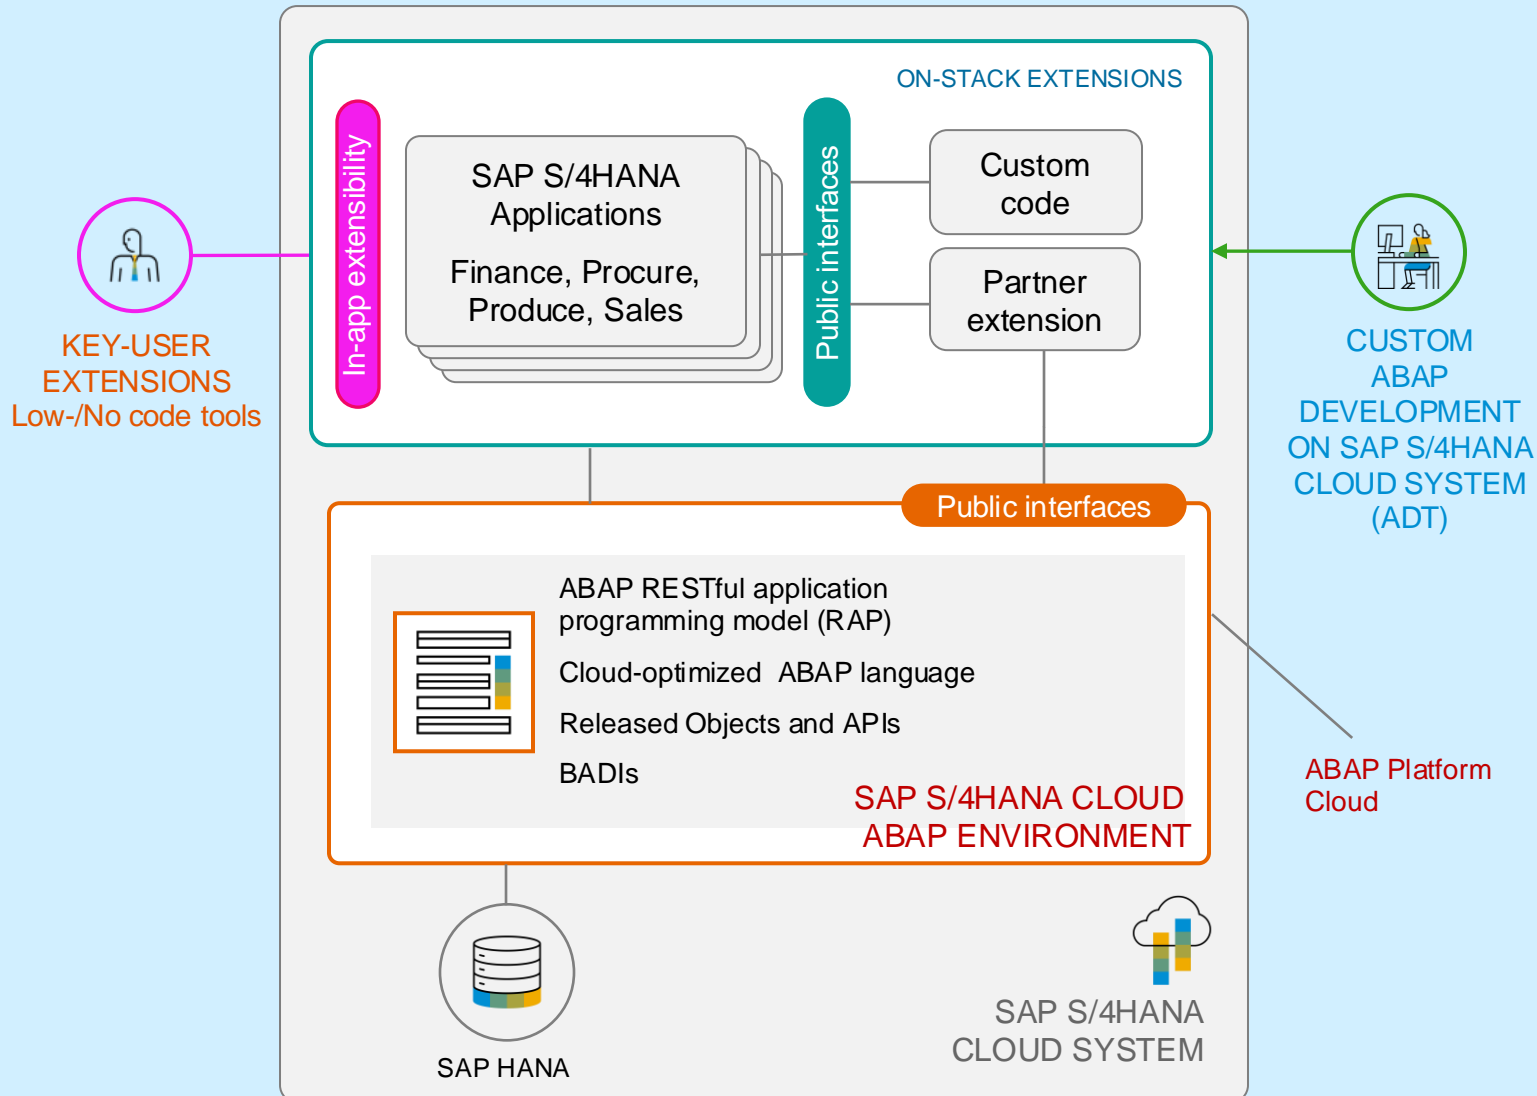 ON-STACK EXTENSIONS
In-app extensibility
SAP S/4HANA
Applications
Finance, Procure,
Produce, Sales
Public interfaces
Custom
code
Partner
extension
KEY-USER
EXTENSIONS
Low-/No code tools
CUSTOM
ABAP
DEVELOPMENT
ON SAP S/4HANA
CLOUD SYSTEM
(ADT)
Public interfaces
ABAP RESTful application
programming model (RAP)
Cloud-optimized ABAP language
Released Objects and APIs
BADIs
SAP S/4HANA CLOUD
ABAP ENVIRONMENT
ABAP Platform
Cloud
SAP HANA
SAP S/4HANA
CLOUD SYSTEM